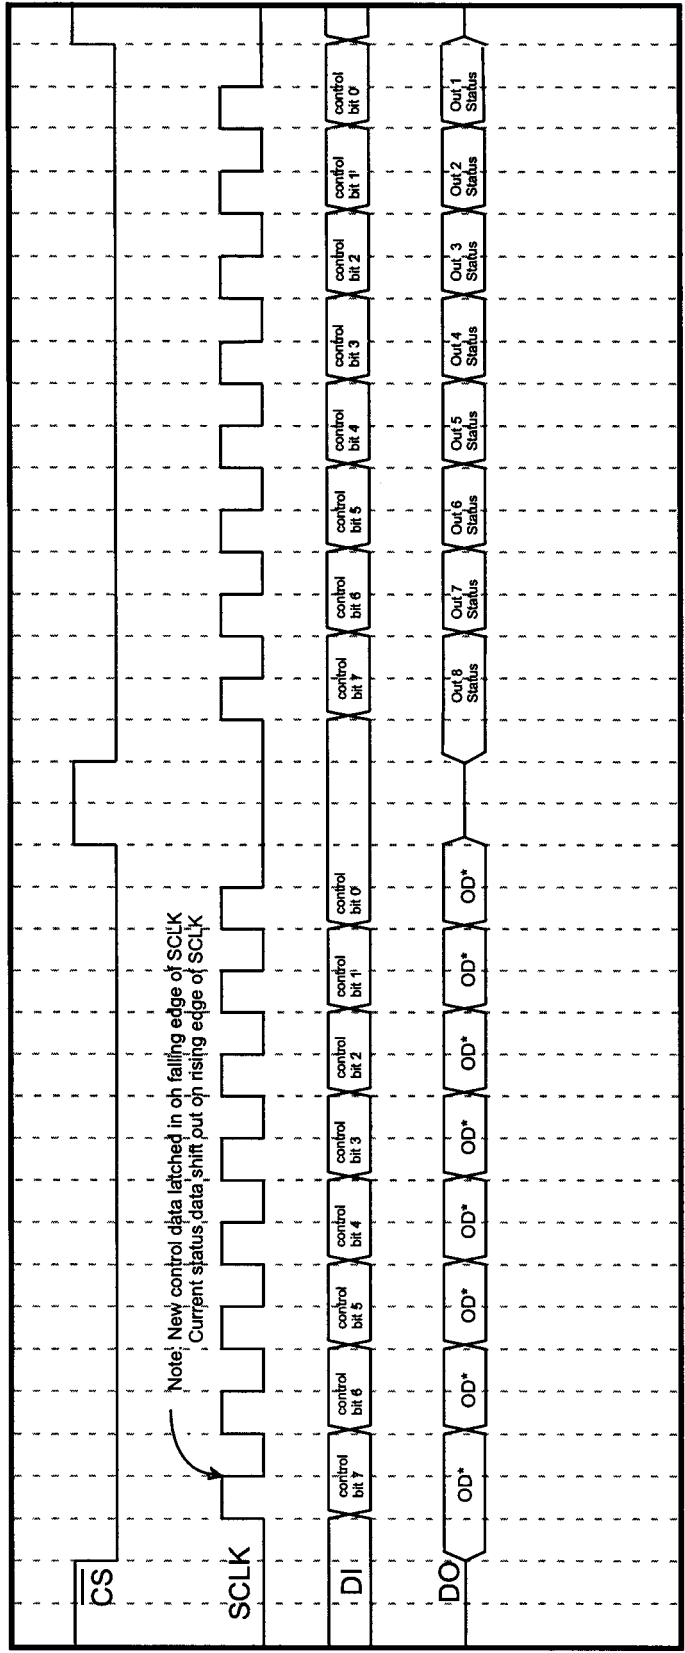 CS
Note: New control data latched in on falling edge of SCLK
Current status data shift out on rising edge of SCLK
SCLK
DI
control
bit 7
control
bit 6
control
bit 5
control
bit 4
control
bit 3
control
bit 2
control
bit 1
control
bit 0
control
bit 7
control
bit 6
control
bit 5
control
bit 4
control
bit 3
control
bit 2
control
bit 1
control
bit 0
DO
OD*
OD*
OD*
OD*
OD*
OD*
OD*
OD*
Out 8
Status
Out 7
Status
Out 6
Status
Out 5
Status
Out 4
Status
Out 3
Status
Out 2
Status
Out 1
Status